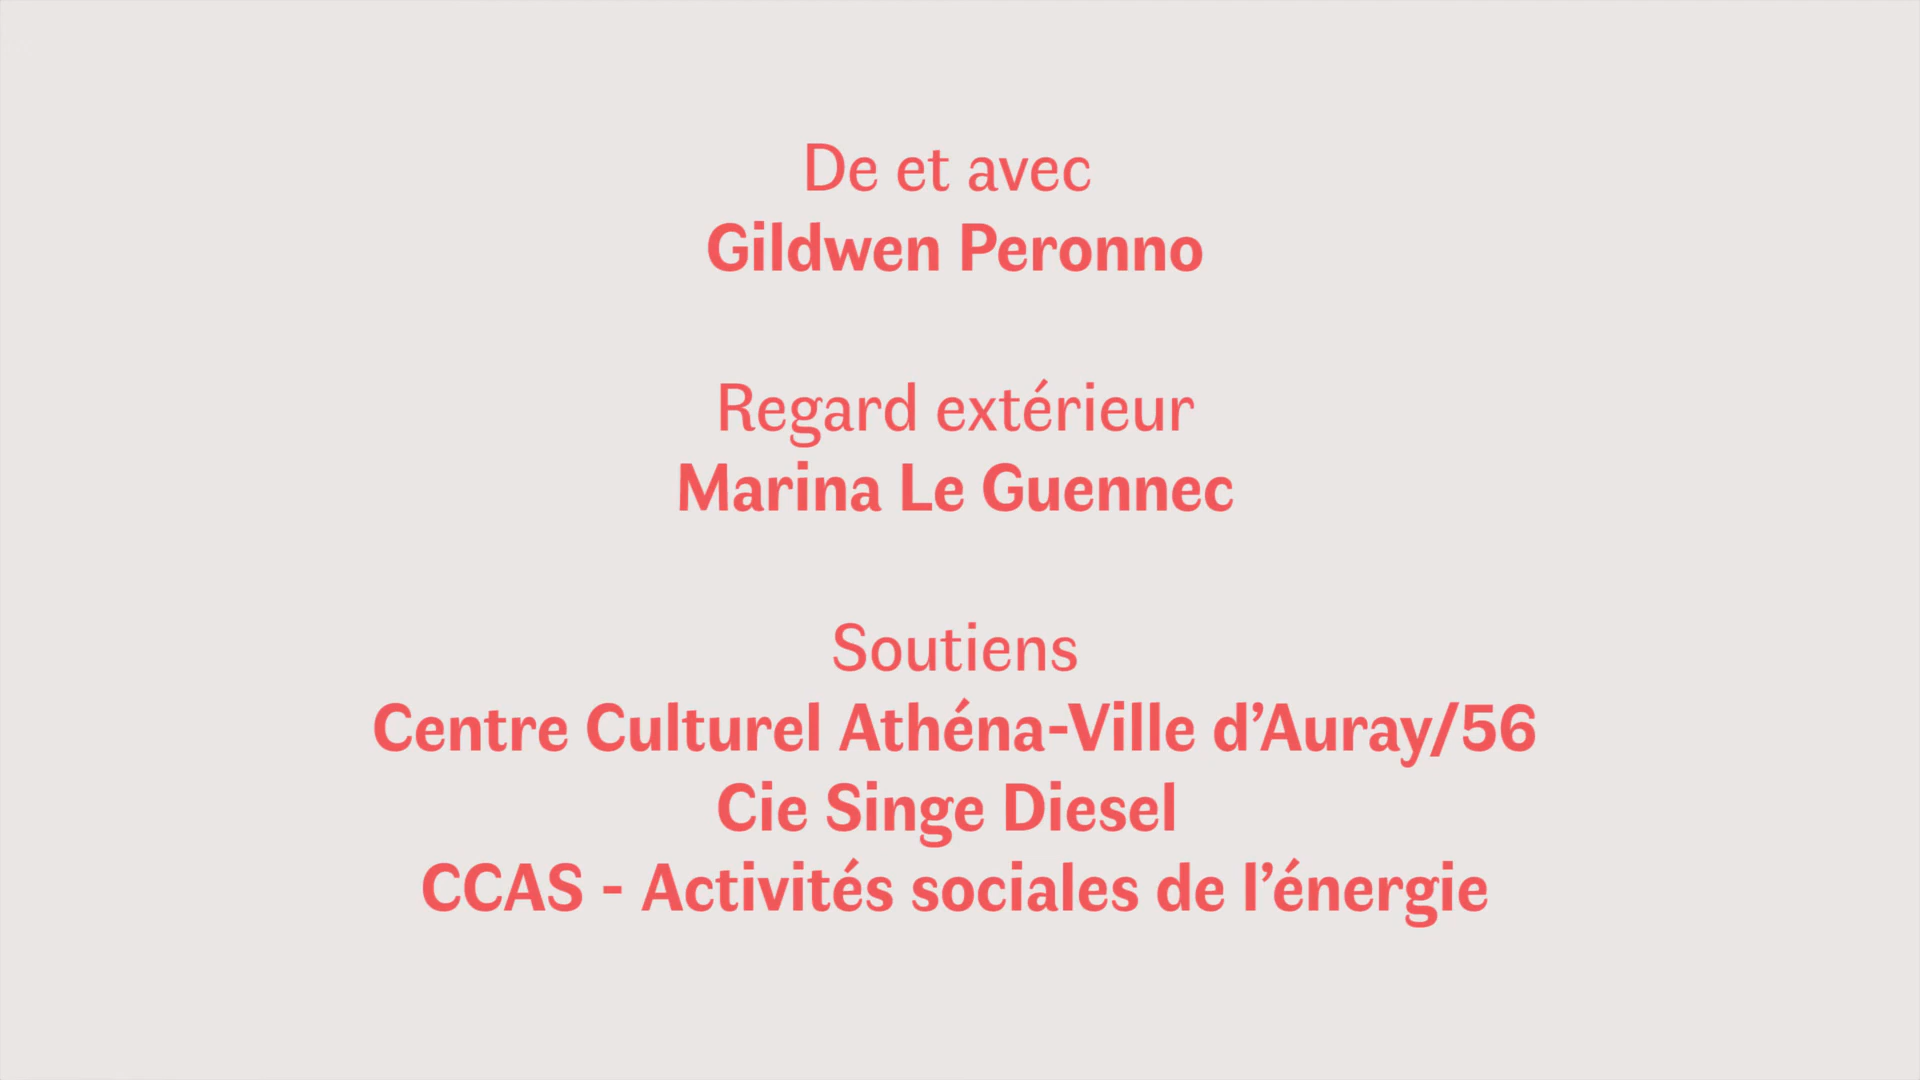 De et avec
Gildwen Peronno
Regard extérieur
Marina Le Guennec
Soutiens
Centre Culturel Athéna-Ville d’Auray/56
Cie Singe Diesel
CCAS - Activités sociales de l’énergie